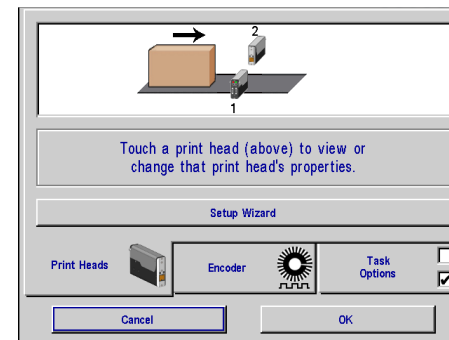 2
1
Touch a print head (above) to view or
change that print head's properties.
Setup Wizard
Print Heads
Encoder
Task
Options
Cancel
OK